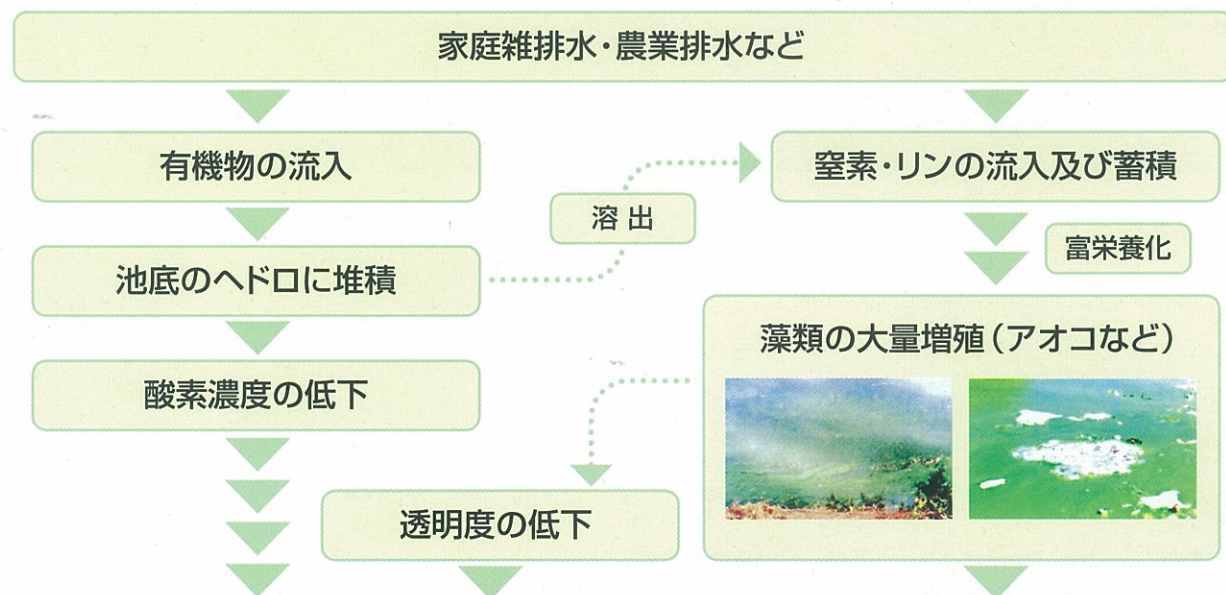 家庭雑排水・農業排水など
有機物の流入
窒素・リンの流入及び蓄積
溶出
富栄養化
池底のヘドロに堆積
藻類の大量増殖（アオコなど）
酸素濃度の低下
透明度の低下